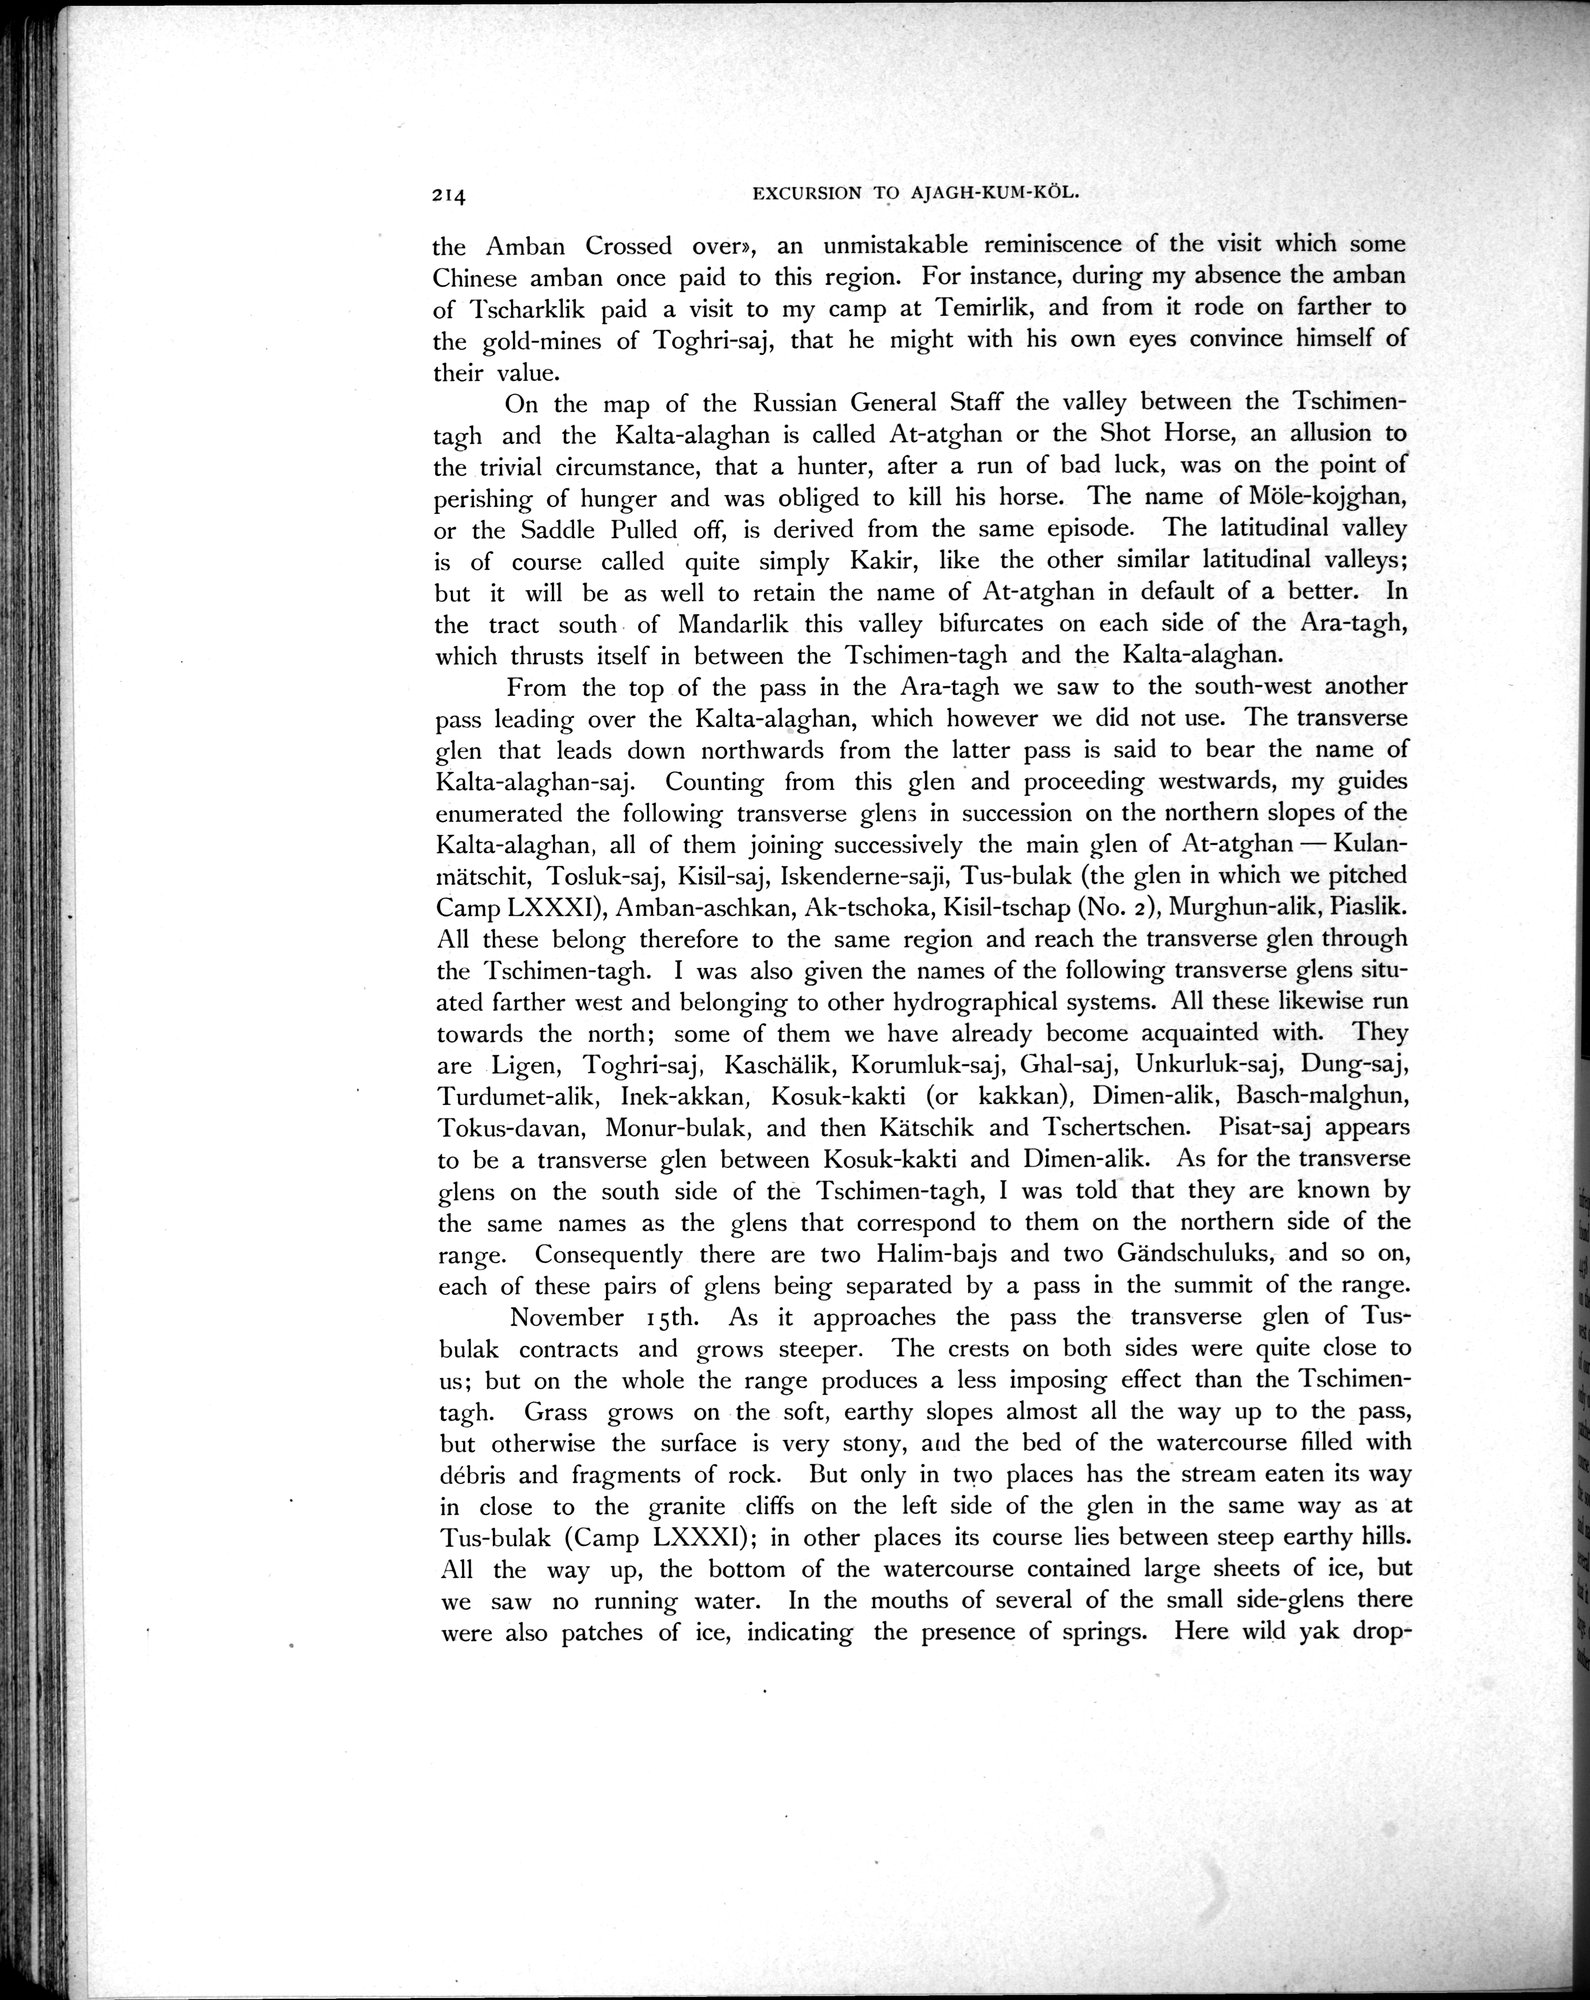 214 EXCURSION TO AJAGH-KUM-KÖL.
the Amban Crossed over», an unmistakable reminiscence of the visit which some
Chinese amban once paid to this region. For instance, during my absence the amban
of Tscharklik paid a visit to my camp at Temirlik, and from it rode on farther to
the gold-mines of Toghri-saj, that he might with his own eyes convince himself of
their value.
On the map of the Russian General Staff the valley between the Tschimen-
tagh and the Kalta-alaghan is called At-atghan or the Shot Horse, an allusion to
the trivial circumstance, that a hunter, after a run of bad luck, was on the point of
perishing of hunger and was obliged to kill his horse. The name of Möle-kojghan,
or the Saddle Pulled off, is derived from the same episode. The latitudinal valley
is of course called quite simply Kakir, like the other similar latitudinal valleys;
but it will be as well to retain the name of At-atghan in default of a better. In
the tract south of Mandarlik this valley bifurcates on each side of the Ara-tagh,
which thrusts itself in between the Tschimen-tagh and the Kalta-alaghan.
From the top of the pass in the Ara-tagh we saw to the south-west another
pass leading over the Kalta-alaghan, which however we did not use. The transverse
glen that leads down northwards from the latter pass is said to bear the name of
Kalta-alaghan-saj. Counting from this glen and proceeding westwards, my guides
enumerated the following transverse glens in succession on the northern slopes of the
Kalta-alaghan, all of them joining successively the main glen of At-atghan — Kulan-
mätschit, Tosluk-saj, Kisil-saj, Iskenderne-saji, Tus-bulak (the glen in which we pitched
Camp LXXXI), Amban-aschkan, Ak-tschoka, Kisil-tschap (No. 2), Murghun-alik, Piaslik.
All these belong therefore to the same region and reach the transverse glen through
the Tschimen-tagh. I was also given the names of the following transverse glens situ-
ated farther west and belonging to other hydrographical systems. All these likewise run
towards the north; some of them we have already become acquainted with. They
are Ligen, Toghri-saj, Kaschälik, Korumluk-saj, Ghal-saj, Unkurluk-saj, Dung-saj,
Turdumet-alik, Inek-akkan, Kosuk-kakti (or kakkan), Dimen-alik, Basch-malghun,
Tokus-davan, Monur-bulak, and then Kätschik and Tschertschen. Pisat-saj appears
to be a transverse glen between Kosuk-kakti and Dimen-alik. As for the transverse
glens on the south side of the Tschimen-tagh, I was told that they are known by
the same names as the glens that correspond to them on the northern side of the
range. Consequently there are two Halim-bajs and two Gändschuluks, and so on,
each of these pairs of glens being separated by a pass in the summit of the range.
November 15th. As it approaches the pass the transverse glen of Tus-
bulak contracts and grows steeper. The crests on both sides were quite close to
us; but on the whole the range produces a less imposing effect than the Tschimen-
tagh. Grass grows on the soft, earthy slopes almost all the way up to the pass,
but otherwise the surface is very stony, and the bed of the watercourse filled with
débris and fragments of rock. But only in two places has the stream eaten its way
in close to the granite cliffs on the left side of the glen in the same way as at
Tus-bulak (Camp LXXXI); in other places its course lies between steep earthy hills.
All the way up, the bottom of the watercourse contained large sheets of ice, but
we saw no running water. In the mouths of several of the small side-glens there
were also patches of ice, indicating the presence of springs. Here wild yak drop-